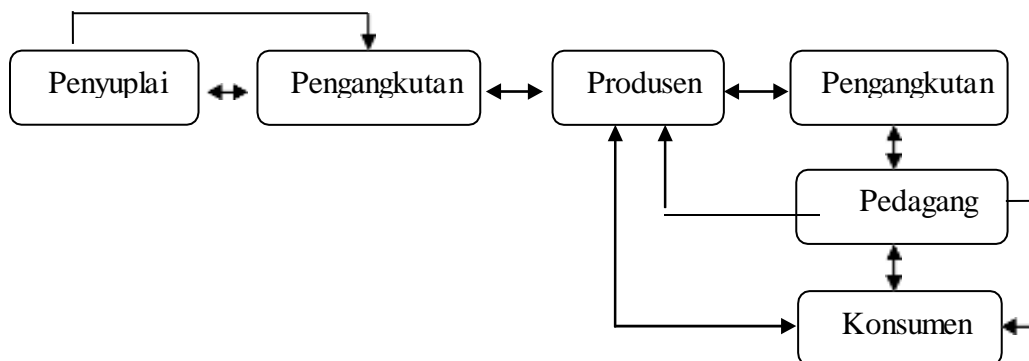 Penyuplai
Pengangkutan
Produsen
Pengangkutan
Pedagang
Konsumen